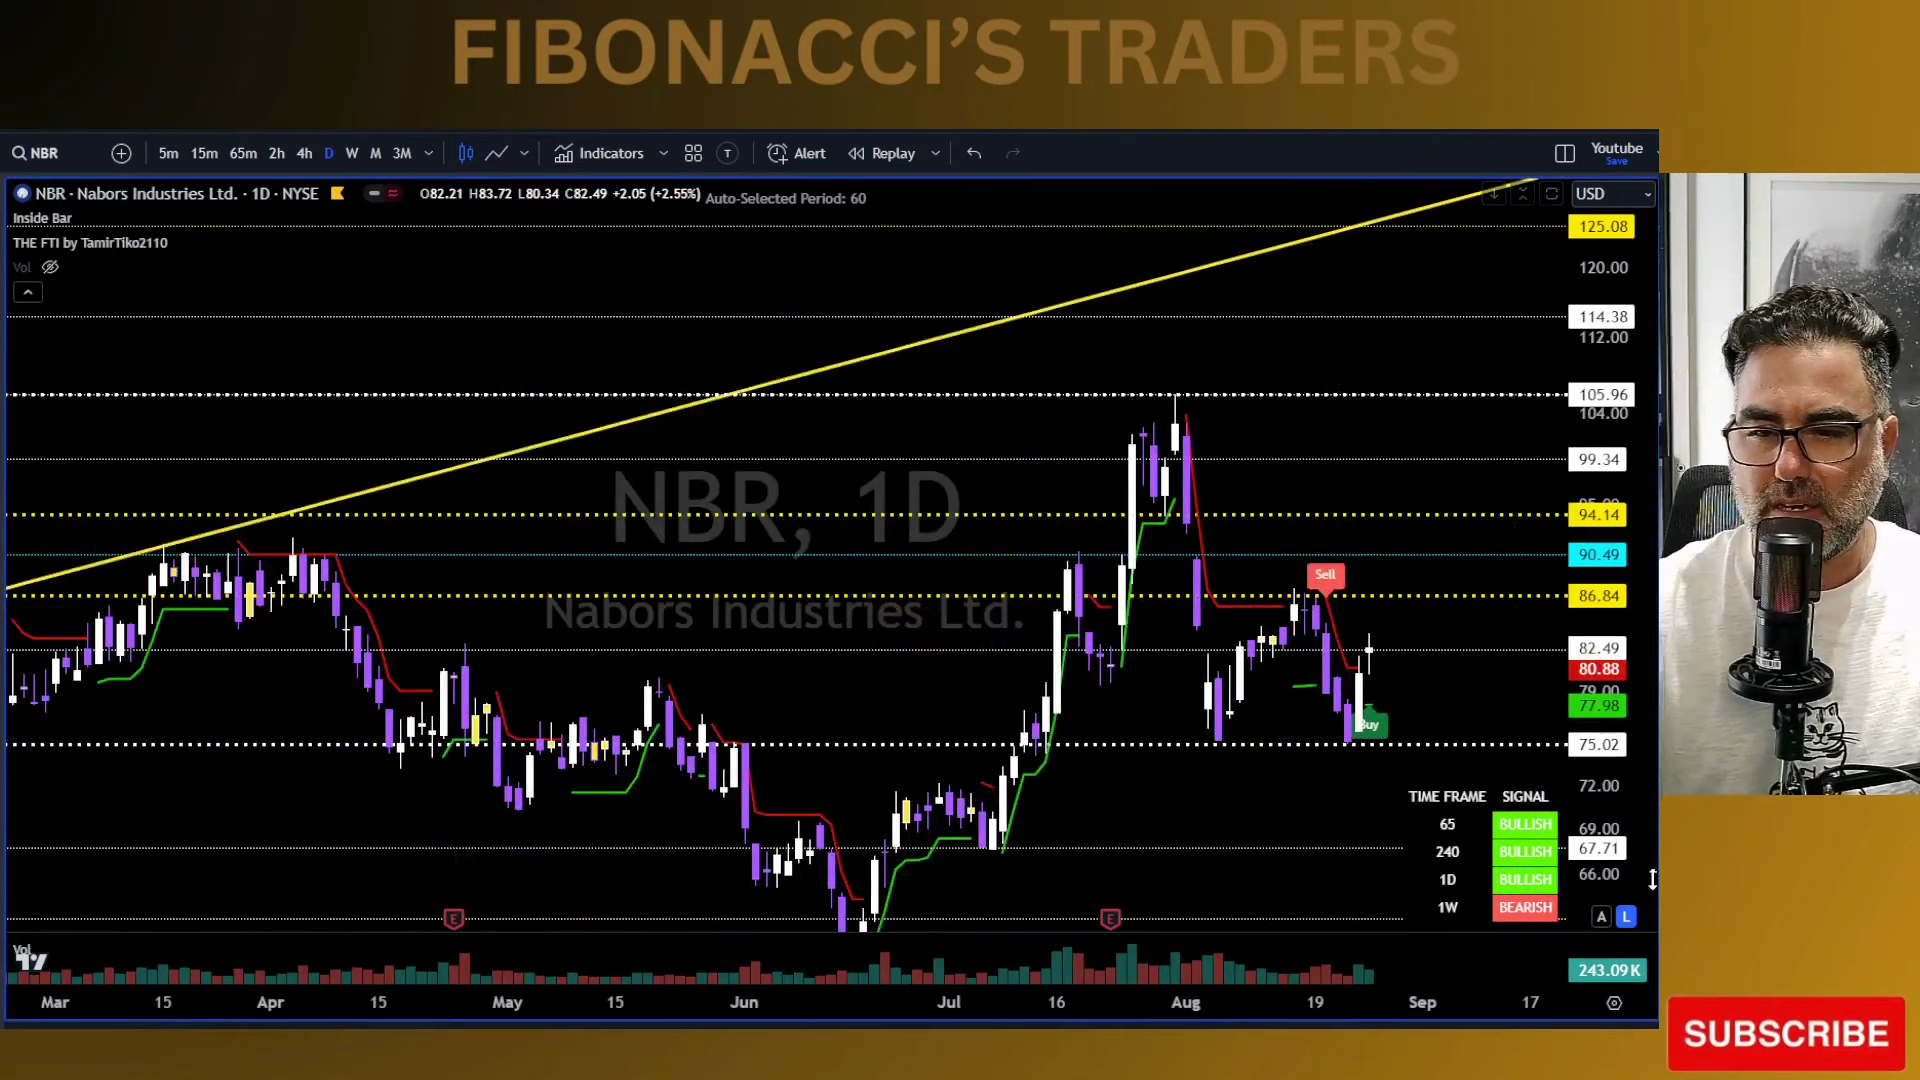 FIBONACCI’S TRADERS
NBR 5m 15m 65m 2h 4h D W M 3M Indicators T Alert Replay Youtube
Save
NBR · Nabors Industries Ltd. · 1D · NYSE O82.21 H83.72 L80.34 C82.49 +2.05 (+2.55%) Auto-Selected Period: 60 USD
Inside Bar
125.08
THE FTI by TamirTiko2110
Vol
120.00
114.38
112.00
105.96
104.00
99.34
NBR, 1D
94.14
90.49
Sell
86.84
Nabors Industries Ltd.
82.49
80.88
79.00
77.98
Buy
75.02
72.00
TIME FRAME SIGNAL
65 BULLISH
69.00
240 BULLISH
67.71
66.00
1D BULLISH
1W BEARISH
E E
A L
Vol
243.09 K
Mar 15 Apr 15 May 15 Jun Jul 16 Aug 19 Sep 17
SUBSCRIBE